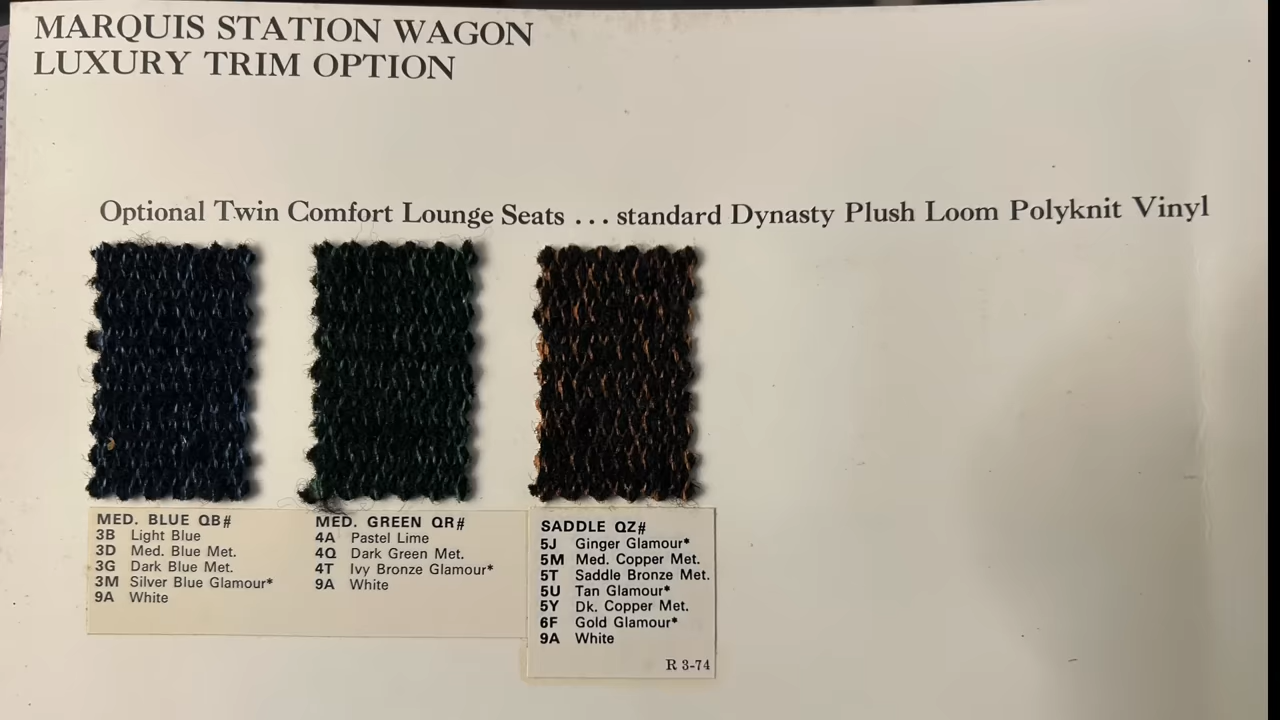 MARQUIS STATION WAGON
LUXURY TRIM OPTION
Optional Twin Comfort Lounge Seats ... standard Dynasty Plush Loom Polyknit Vinyl
MED. BLUE QB#
3B Light Blue
3D Med. Blue Met.
3G Dark Blue Met.
3M Silver Blue Glamour*
9A White
MED. GREEN QR#
4A Pastel Lime
4Q Dark Green Met.
4T Ivy Bronze Glamour*
9A White
SADDLE QZ#
5J Ginger Glamour*
5M Med. Copper Met.
5T Saddle Bronze Met.
5U Tan Glamour*
5Y Dk. Copper Met.
6F Gold Glamour*
9A White
R 3-74